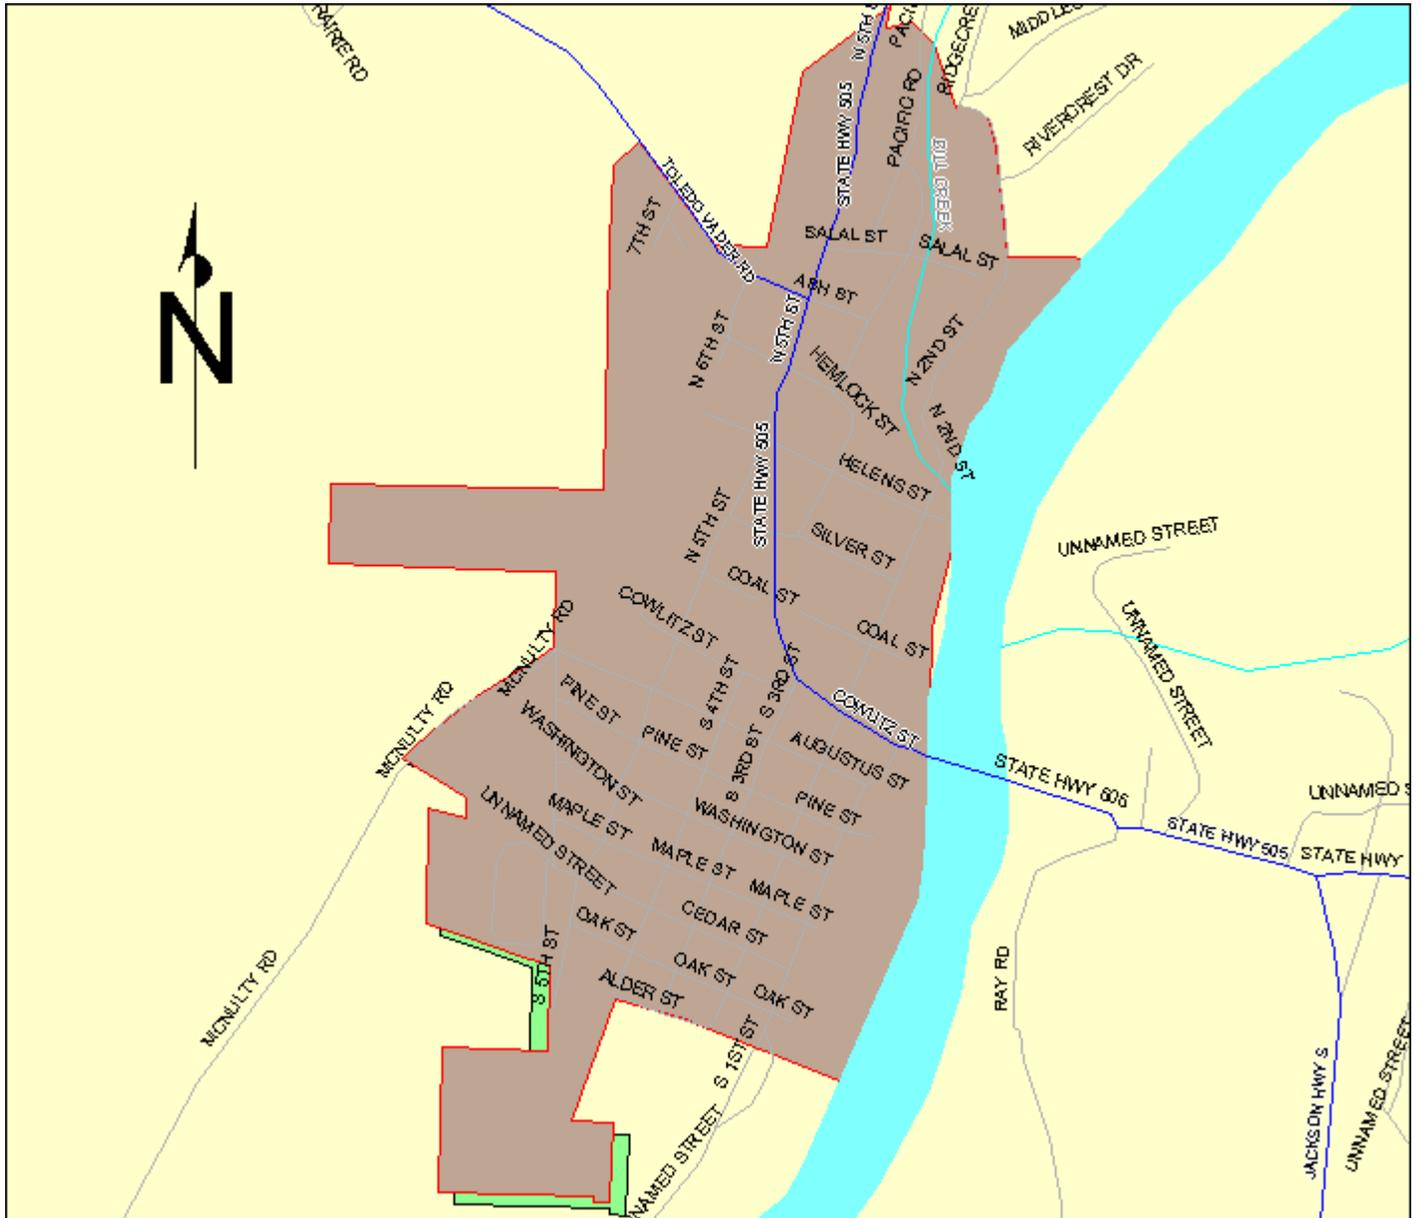 RAIRIE RD
N 5TH S
PACI
RIDGECRE
MIDDLE
RIVERCREST DR
STATE HWY 505
PACIFIC RD
BILL CREEK
TOLEDO VADER RD
7TH ST
SALAL ST
SALAL ST
ASH ST
N
N 5TH ST
N 6TH ST
HEMLOCK ST
N 2ND ST
N 2ND ST
STATE HWY 505
HELENS ST
N 5TH ST
SILVER ST
UNNAMED STREET
COAL ST
COWLITZ ST
COAL ST
MCNULTY RD
UNNAMED STREET
S 4TH ST
S 3RD ST
MCNULTY RD
PINE ST
PINE ST
COWLITZ ST
WASHINGTON ST
S 3RD ST
AUGUSTUS ST
STATE HWY 505
PINE ST
UNNAMED S
UNNAMED STREET
MAPLE ST
WASHINGTON ST
STATE HWY 505
STATE HWY
MAPLE ST
MAPLE ST
OAK ST
CEDAR ST
MCNULTY RD
S 5TH ST
OAK ST
ALDER ST
OAK ST
RAY RD
S 1ST ST
NAMED STREET
JACKSON HWY S
UNNAMED STREET